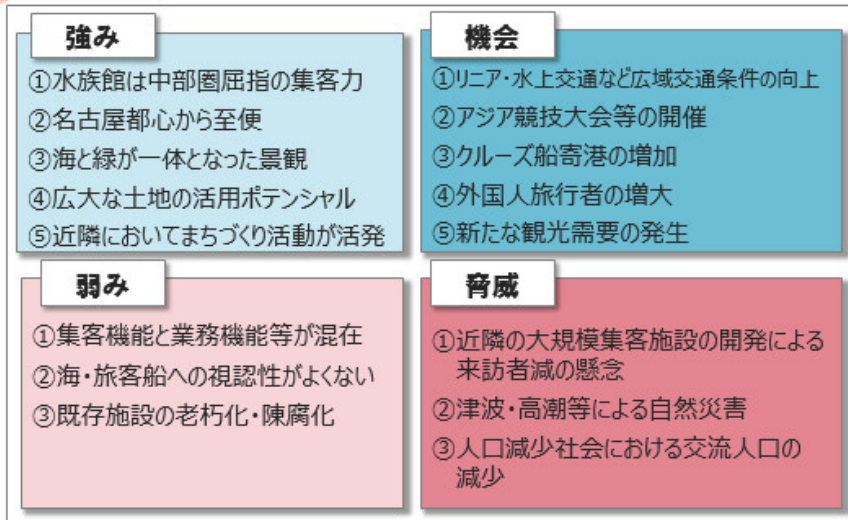 強み
①水族館は中部圏屈指の集客力
②名古屋都心から至便
③海と緑が一体となった景観
④広大な土地の活用ポテンシャル
⑤近隣においてまちづくり活動が活発
機会
①リニア・水上交通など広域交通条件の向上
②アジア競技大会等の開催
③クルーズ船寄港の増加
④外国人旅行者の増大
⑤新たな観光需要の発生
弱み
①集客機能と業務機能等が混在
②海・旅客船への視認性がよくない
③既存施設の老朽化・陳腐化
脅威
①近隣の大規模集客施設の開発による
来訪者減の懸念
②津波・高潮等による自然災害
③人口減少社会における交流人口の
減少